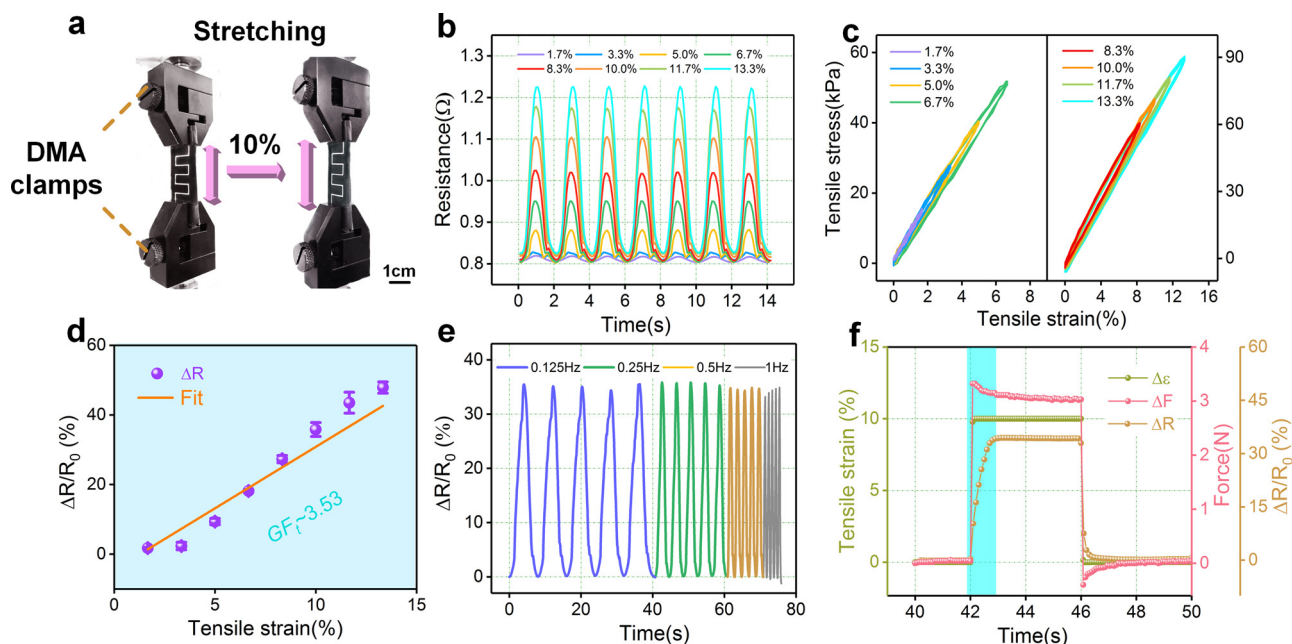 a
Stretching
10%
DMA
clamps
1cm
b
1.7% 3.3% 5.0% 6.7%
8.3% 10.0% 11.7% 13.3%
Resistance(Ω)
1.3
1.2
1.1
1.0
0.9
0.8
0 2 4 6 8 10 12 14
Time(s)
c
Tensile stress(kPa)
60
40
20
0
1.7%
3.3%
5.0%
6.7%
8.3%
10.0%
11.7%
13.3%
90
60
30
0
0 2 4 6 8 0 4 8 12 16
Tensile strain(%)
d
ΔR/R0 (%)
60
40
20
0
ΔR
Fit
GFt~3.53
5 10 15
Tensile strain(%)
e
ΔR/R0 (%)
40
35
30
25
20
15
10
5
0
0.125Hz 0.25Hz 0.5Hz 1Hz
0 20 40 60 80
Time(s)
f
Tensile strain (%)
15
10
5
0
Δε
ΔF
ΔR
4
3
2
1
0
Force(N)
60
45
30
15
0
ΔR/R0 (%)
40 42 44 46 48 50
Time(s)